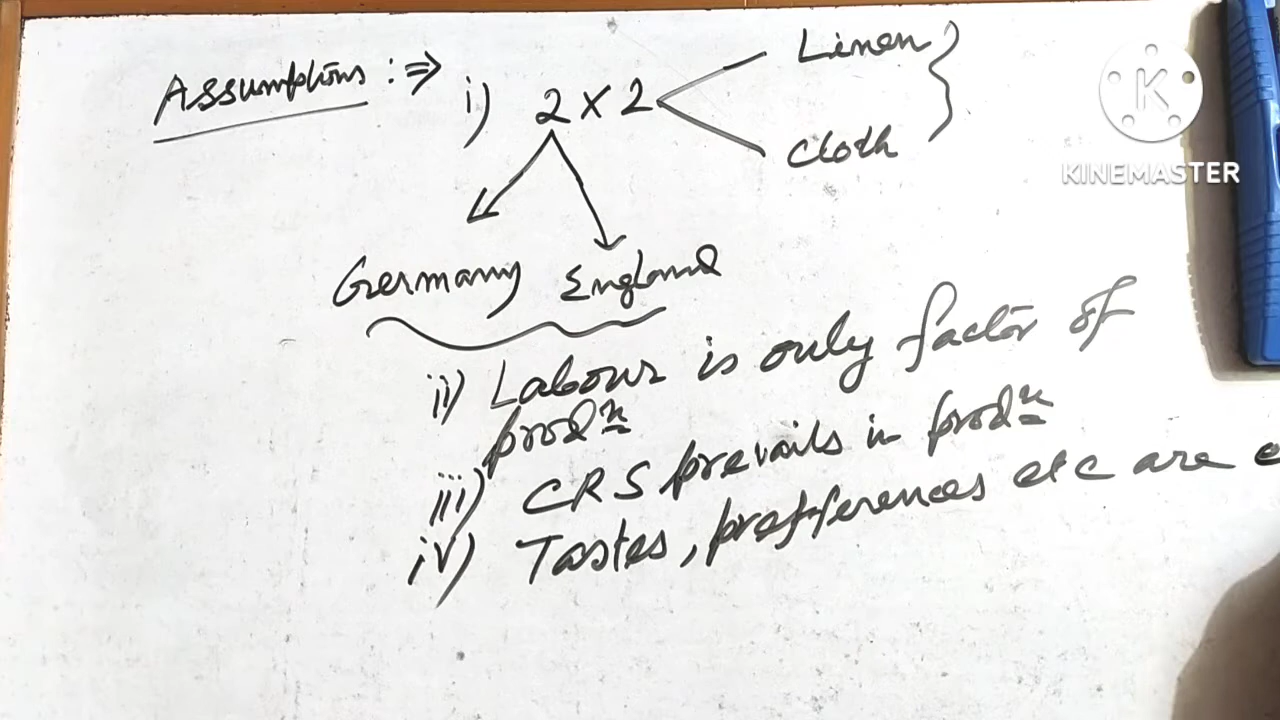 Assumptions :⇒ i) 2 X 2
Linen
Cloth
Germany England
ii) Labour is only factor of
prodⁿ
iii) CRS prevails in prodⁿ
iv) Tastes, prefferences etc are
K
KINEMASTER